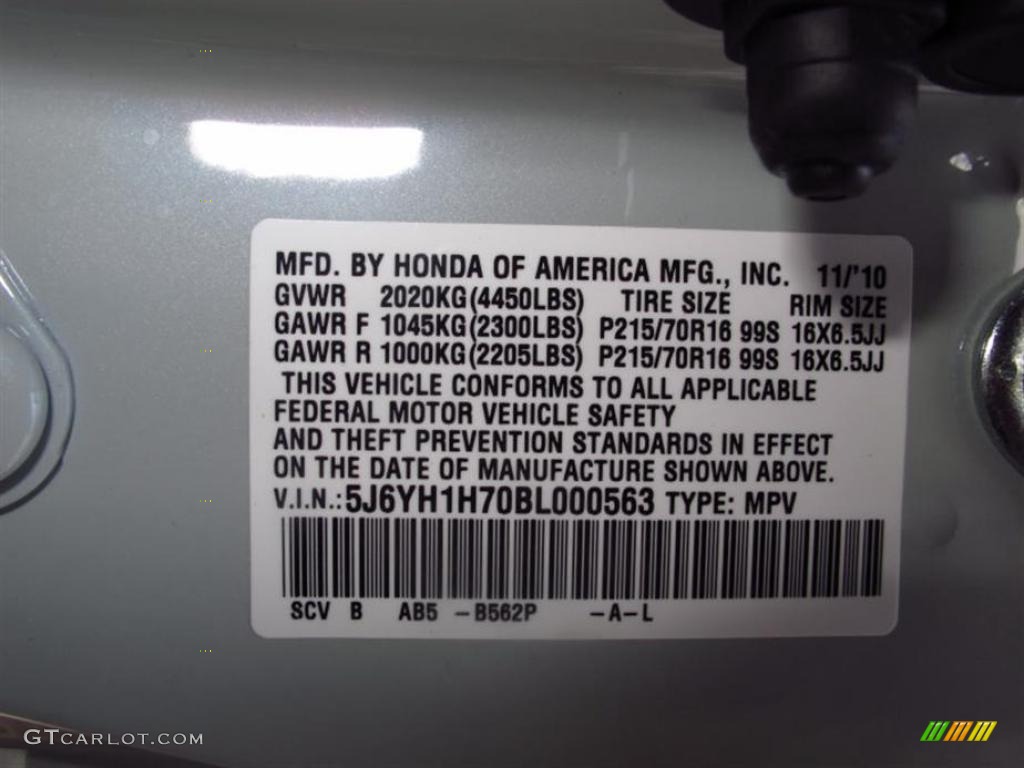 MFD. BY HONDA OF AMERICA MFG., INC. 11/'10
GVWR 2020KG(4450LBS) TIRE SIZE RIM SIZE
GAWR F 1045KG(2300LBS) P215/70R16 99S 16X6.5JJ
GAWR R 1000KG(2205LBS) P215/70R16 99S 16X6.5JJ
THIS VEHICLE CONFORMS TO ALL APPLICABLE
FEDERAL MOTOR VEHICLE SAFETY
AND THEFT PREVENTION STANDARDS IN EFFECT
ON THE DATE OF MANUFACTURE SHOWN ABOVE.
V.I.N.:5J6YH1H70BL000563 TYPE: MPV
SCV B AB5 -B562P -A-L
GTCARLOT.COM